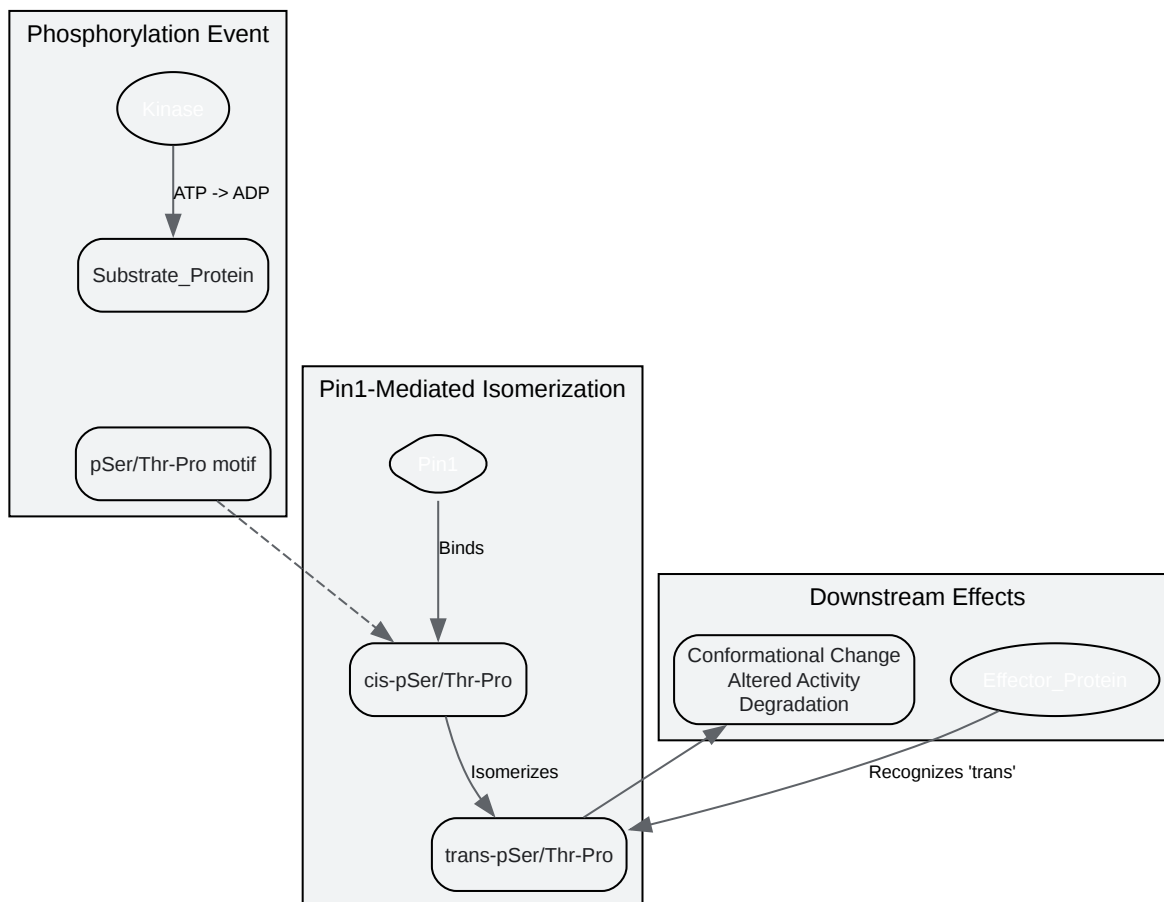 Phosphorylation Event
Kinase
ATP -> ADP
Substrate_Protein
pSer/Thr-Pro motif
Pin1-Mediated Isomerization
Pin1
Binds
cis-pSer/Thr-Pro
Isomerizes
trans-pSer/Thr-Pro
Downstream Effects
Conformational Change
Altered Activity
Degradation
Effector_Protein
Recognizes 'trans'